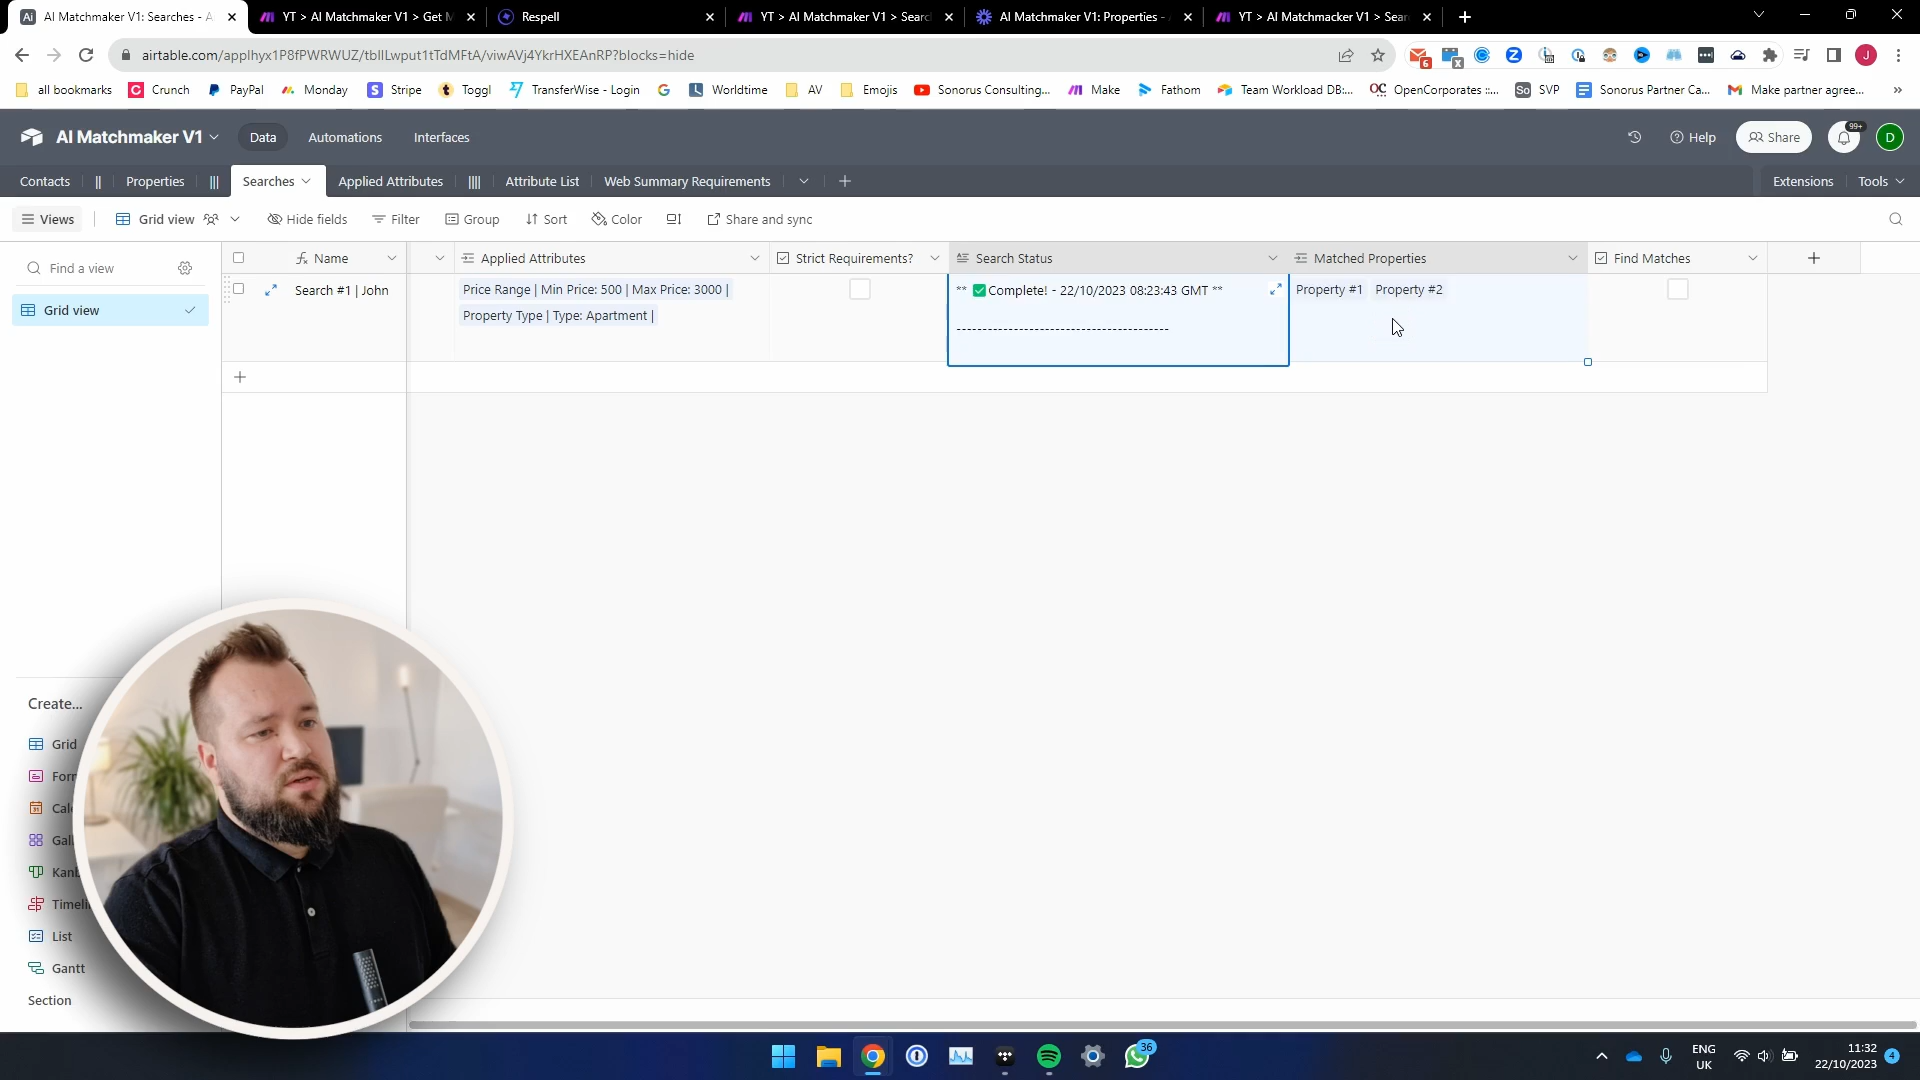 AI Matchmaker V1: Searches - A
YT > AI Matchmaker V1 > Get M
Respell
YT > AI Matchmaker V1 > Searc
AI Matchmaker V1: Properties -
YT > AI Matchmacker V1 > Sear
airtable.com/applhyx1P8fPWRWUZ/tbllLwput1tTdMFtA/viwAVj4YkrHXEAnRP?blocks=hide
all bookmarks
Crunch
PayPal
Monday
Stripe
Toggl
TransferWise - Login
Worldtime
AV
Emojis
Sonorus Consulting...
Make
Fathom
Team Workload DB:...
OpenCorporates ::...
SVP
Sonorus Partner Ca...
Make partner agree...
AI Matchmaker V1
Data
Automations
Interfaces
Help
Share
99+
D
Contacts
||
Properties
|||
Searches
Applied Attributes
||||
Attribute List
Web Summary Requirements
Extensions
Tools
Views
Grid view
Hide fields
Filter
Group
Sort
Color
Share and sync
Find a view
Name
Applied Attributes
Strict Requirements?
Search Status
Matched Properties
Find Matches
Grid view
Search #1 | John
Price Range | Min Price: 500 | Max Price: 3000 |
Property Type | Type: Apartment |
** ✅Complete! - 22/10/2023 08:23:43 GMT **
-----------------------------------------
Property #1
Property #2
Create...
Grid
Forr
Cale
Gall
Kanb
Timeli
List
Gantt
Section
36
ENG
UK
11:32
22/10/2023
4